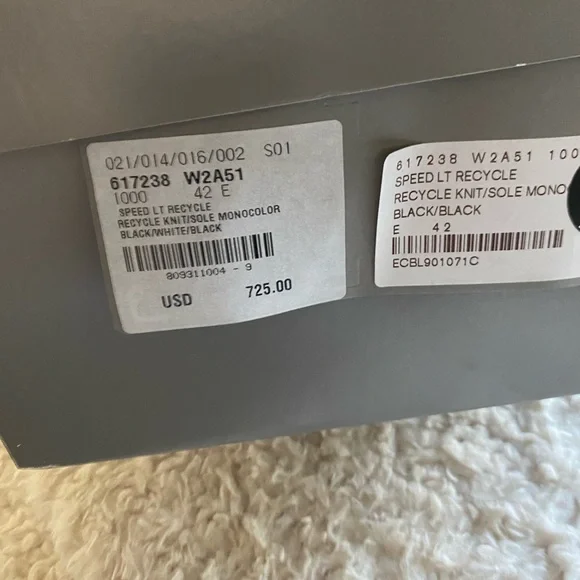 021/014/016/002 S01
617238 W2A51
1000 42 E
SPEED LT RECYCLE
RECYCLE KNIT/SOLE MONOCOLOR
BLACK/WHITE/BLACK
809311004 - 9
USD 725.00
617238 W2A51 100
SPEED LT RECYCLE
RECYCLE KNIT/SOLE MONO
BLACK/BLACK
E 42
ECBL901071C